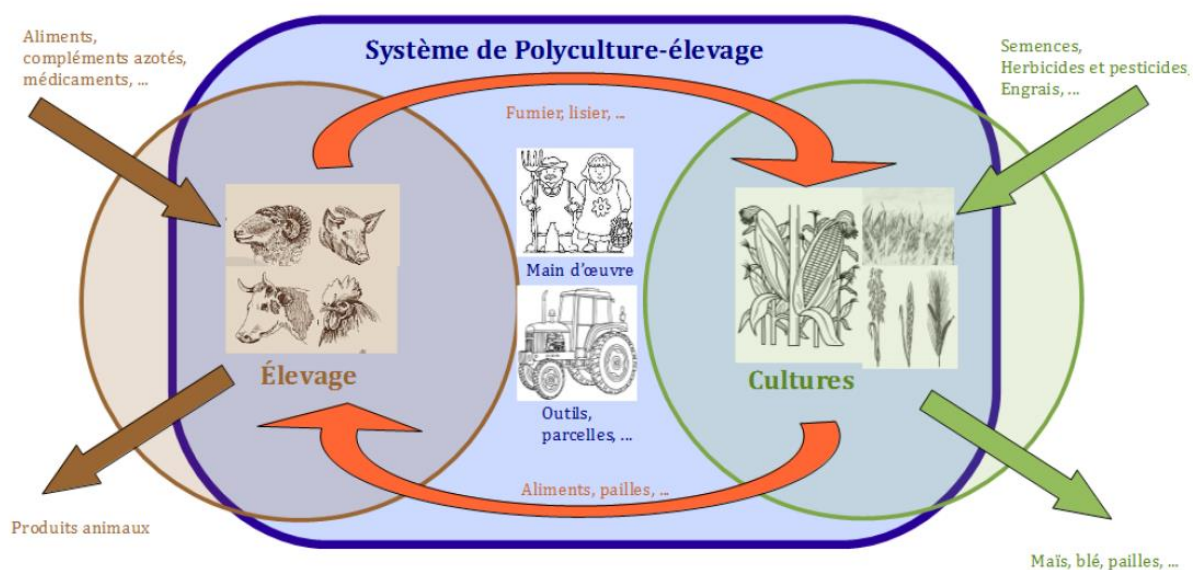 Aliments,
compléments azotés,
médicaments, ...
Système de Polyculture-élevage
Semences,
Herbicides et pesticides,
Engrais, ...
Fumier, lisier, ...
Main d'œuvre
Élevage
Outils,
parcelles, ...
Cultures
Aliments, pailles, ...
Produits animaux
Maïs, blé, pailles, ...